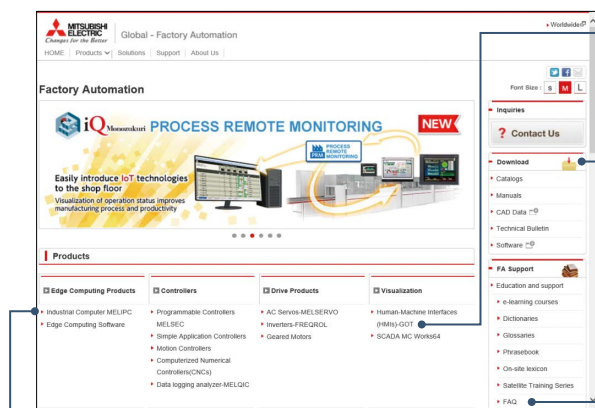 MITSUBISHI
ELECTRIC
Changes for the Better
Global - Factory Automation
Worldwide
HOME Products Solutions Support About Us
Font Size : S M L
Factory Automation
iQ Monozukuri PROCESS REMOTE MONITORING NEW
PROCESS
REMOTE
MONITORING
PRM
Easily introduce IoT technologies
to the shop floor
Visualization of operation status improves
manufacturing process and productivity
Products
Edge Computing Products
Industrial Computer MELIPC
Edge Computing Software
Controllers
Programmable Controllers
MELSEC
Simple Application Controllers
Motion Controllers
Computerized Numerical
Controllers(CNCs)
Data logging analyzer-MELQIC
Drive Products
AC Servos-MELSERVO
Inverters-FREQROL
Geared Motors
Visualization
Human-Machine Interfaces
(HMIs)-GOT
SCADA MC Works64
Inquiries
? Contact Us
Download
Catalogs
Manuals
CAD Data
Technical Bulletin
Software
FA Support
Education and support
e-learning courses
Dictionaries
Glossaries
Phrasebook
On-site lexicon
Satellite Training Series
FAQ